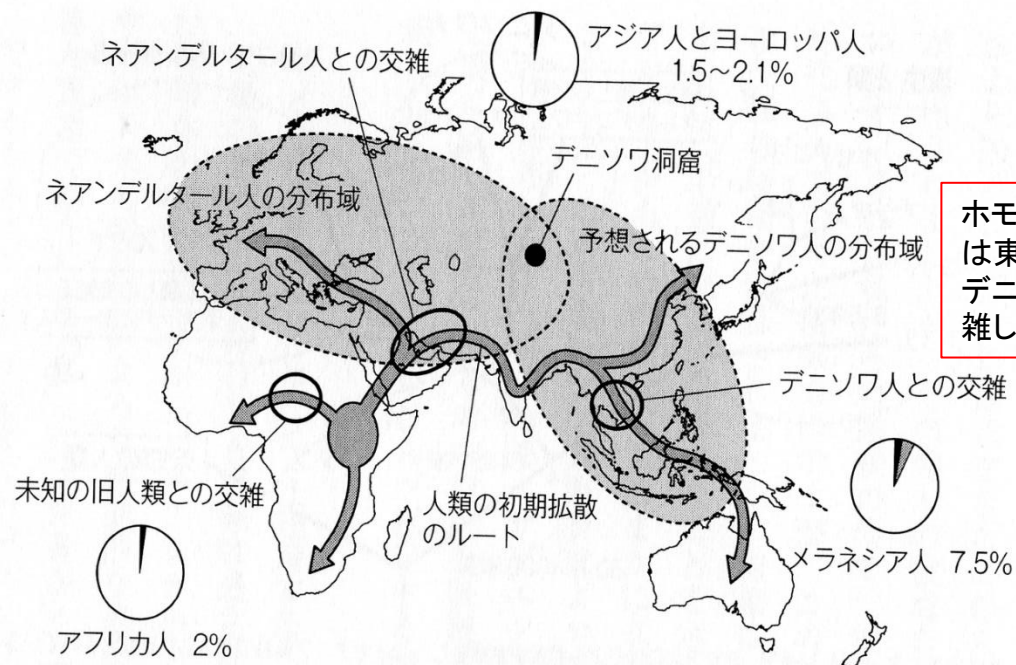 ネアンデルタール人との交雑
アジア人とヨーロッパ人
1.5～2.1%
デニソワ洞窟
ネアンデルタール人の分布域
予想されるデニソワ人の分布域
ホモ
は東
デニ
雑し
デニソワ人との交雑
未知の旧人類との交雑
人類の初期拡散
のルート
メラネシア人 7.5%
アフリカ人 2%